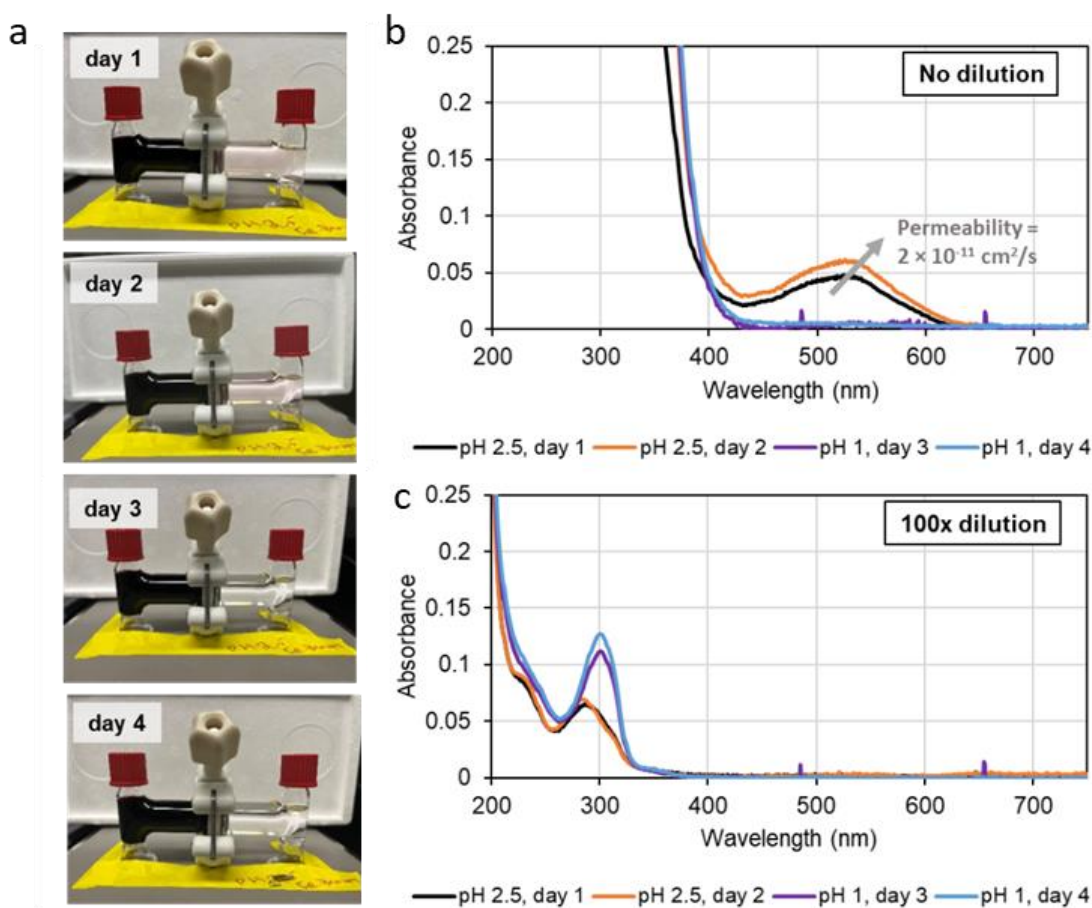 a
day 1
day 2
day 3
day 4
b
No dilution
0.25
0.2
0.15
0.1
0.05
0
Absorbance
Permeability =
2 × 10⁻¹¹ cm²/s
200 300 400 500 600 700
Wavelength (nm)
pH 2.5, day 1 pH 2.5, day 2 pH 1, day 3 pH 1, day 4
c
100x dilution
0.25
0.2
0.15
0.1
0.05
0
Absorbance
200 300 400 500 600 700
Wavelength (nm)
pH 2.5, day 1 pH 2.5, day 2 pH 1, day 3 pH 1, day 4